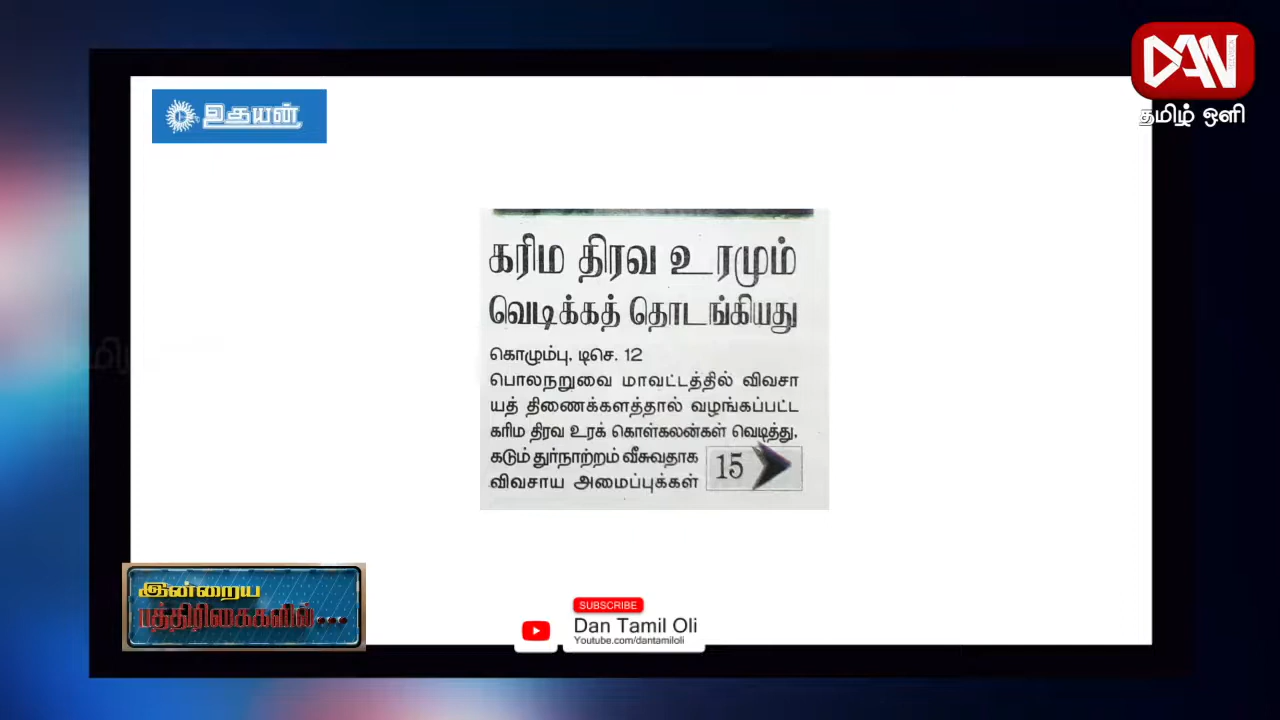 DAN
தமிழ் ஒளி
உதயன்
கரிம திரவ உரமும்
வெடிக்கத் தொடங்கியது
கொழும்பு, டிசெ. 12
பொலநறுவை மாவட்டத்தில் விவசா
யத் திணைக்களத்தால் வழங்கப்பட்ட
கரிம திரவ உரக் கொள்கலன்கள் வெடித்து,
கடும் துர்நாற்றம் வீசுவதாக
விவசாய அமைப்புக்கள்
15
இன்றைய
பத்திரிகைகளில்...
SUBSCRIBE
Dan Tamil Oli
Youtube.com/dantamiloli